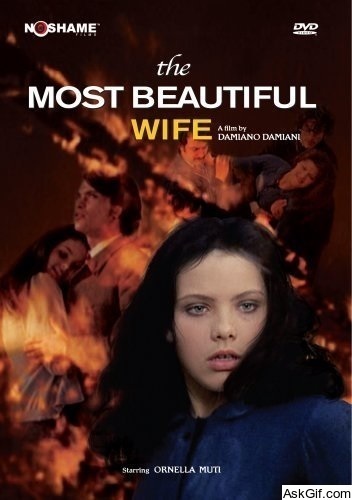 NOSHAME
FILMS
DVD
VIDEO
the
MOST BEAUTIFUL
WIFE
A film by
DAMIANO DAMIANI
Starring ORNELLA MUTI
AskGif.com